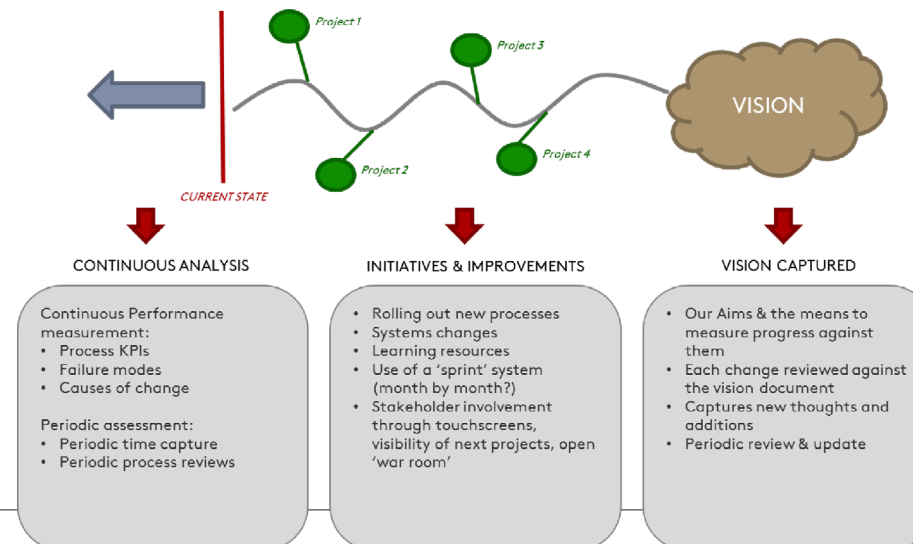 Project 1
Project 3
VISION
Project 4
Project 2
CURRENT STATE
CONTINUOUS ANALYSIS
Continuous Performance
measurement:
• Process KPIs
• Failure modes
• Causes of change
Periodic assessment:
• Periodic time capture
• Periodic process reviews
INITIATIVES & IMPROVEMENTS
• Rolling out new processes
• Systems changes
• Learning resources
• Use of a ‘sprint’ system
(month by month?)
• Stakeholder involvement
through touchscreens,
visibility of next projects, open
‘war room’
VISION CAPTURED
• Our Aims & the means to
measure progress against
them
• Each change reviewed against
the vision document
• Captures new thoughts and
additions
• Periodic review & update